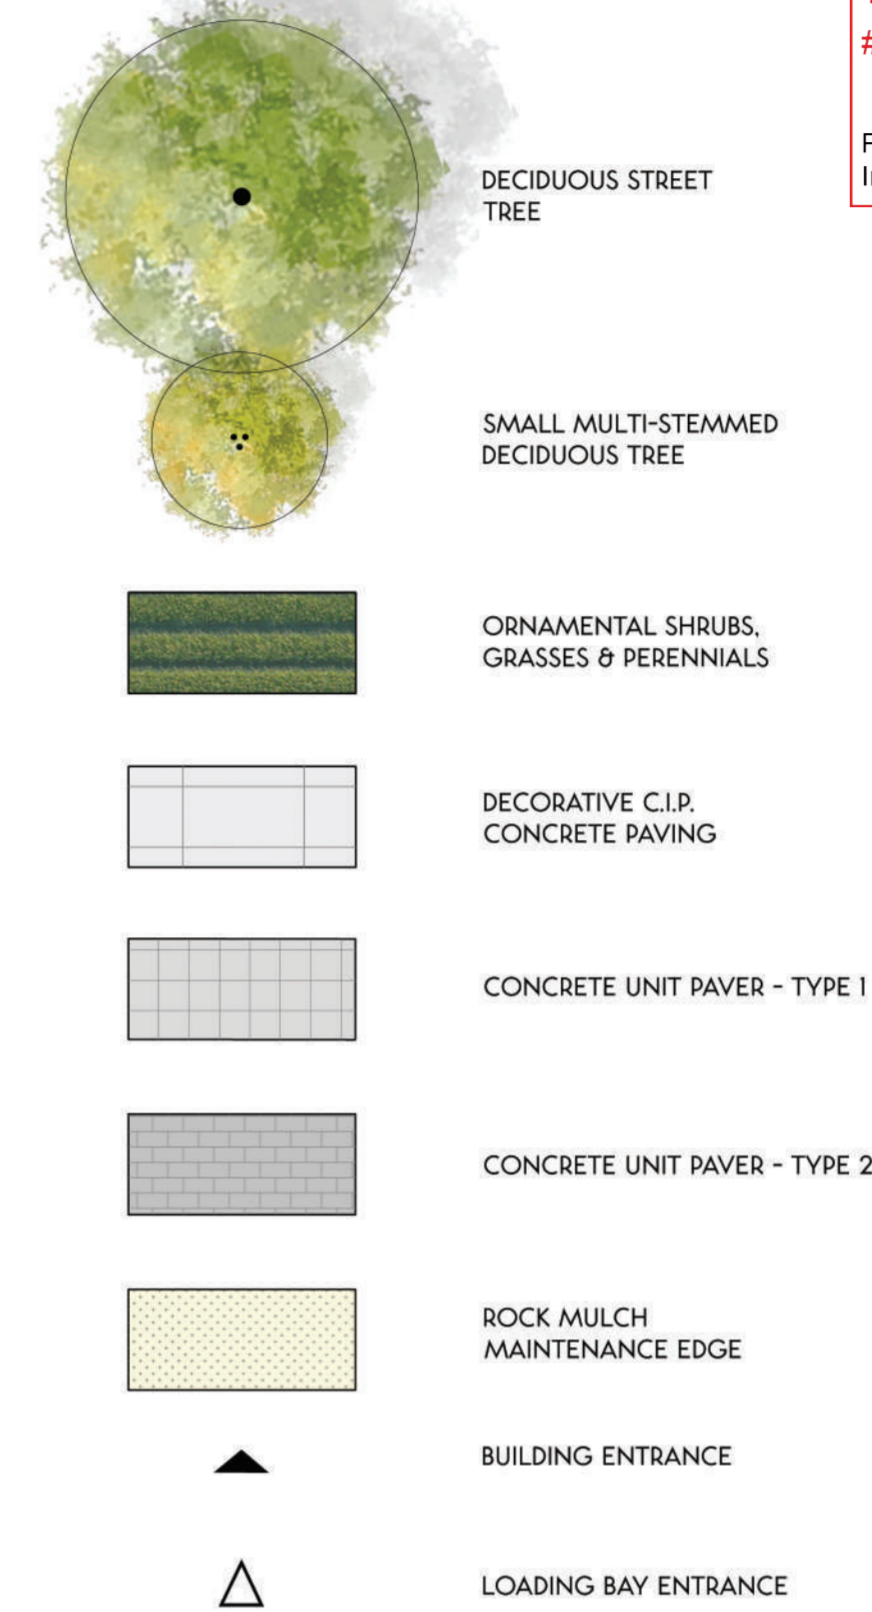 #
DECIDUOUS STREET
TREE
SMALL MULTI-STEMMED
DECIDUOUS TREE
ORNAMENTAL SHRUBS,
GRASSES & PERENNIALS
DECORATIVE C.I.P.
CONCRETE PAVING
CONCRETE UNIT PAVER - TYPE 1
CONCRETE UNIT PAVER - TYPE 2
ROCK MULCH
MAINTENANCE EDGE
BUILDING ENTRANCE
LOADING BAY ENTRANCE